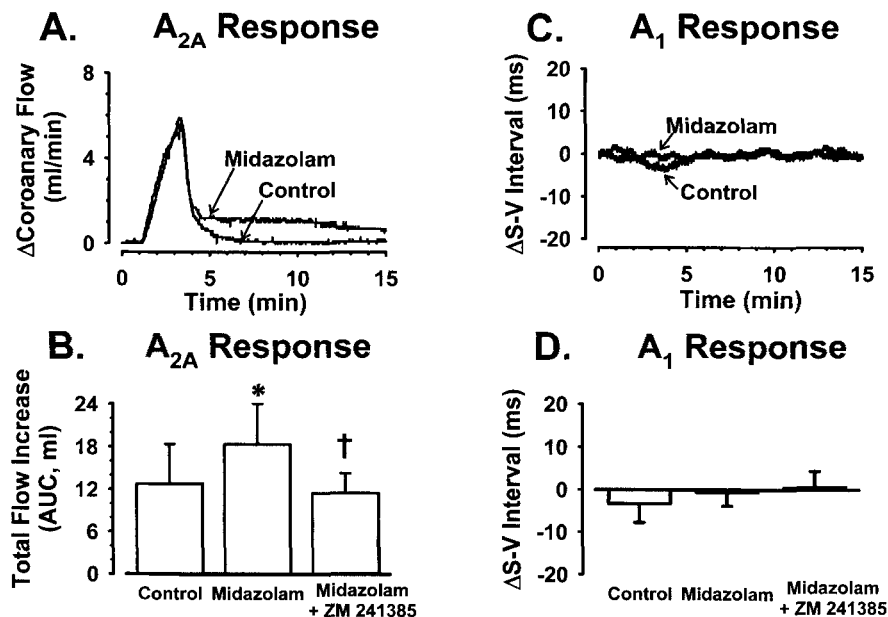 A. A2A Response
ΔCoroanary Flow
(ml/min)
8
4
0
Midazolam
Control
0 5 10 15
Time (min)
B. A2A Response
Total Flow Increase
(AUC, ml)
24
18
12
6
0
*
†
Control Midazolam Midazolam
+ ZM 241385
C. A1 Response
ΔS-V Interval (ms)
20
10
0
-10
-20
Midazolam
Control
0 5 10 15
Time (min)
D. A1 Response
ΔS-V Interval (ms)
20
10
0
-10
-20
Control Midazolam Midazolam
+ ZM 241385